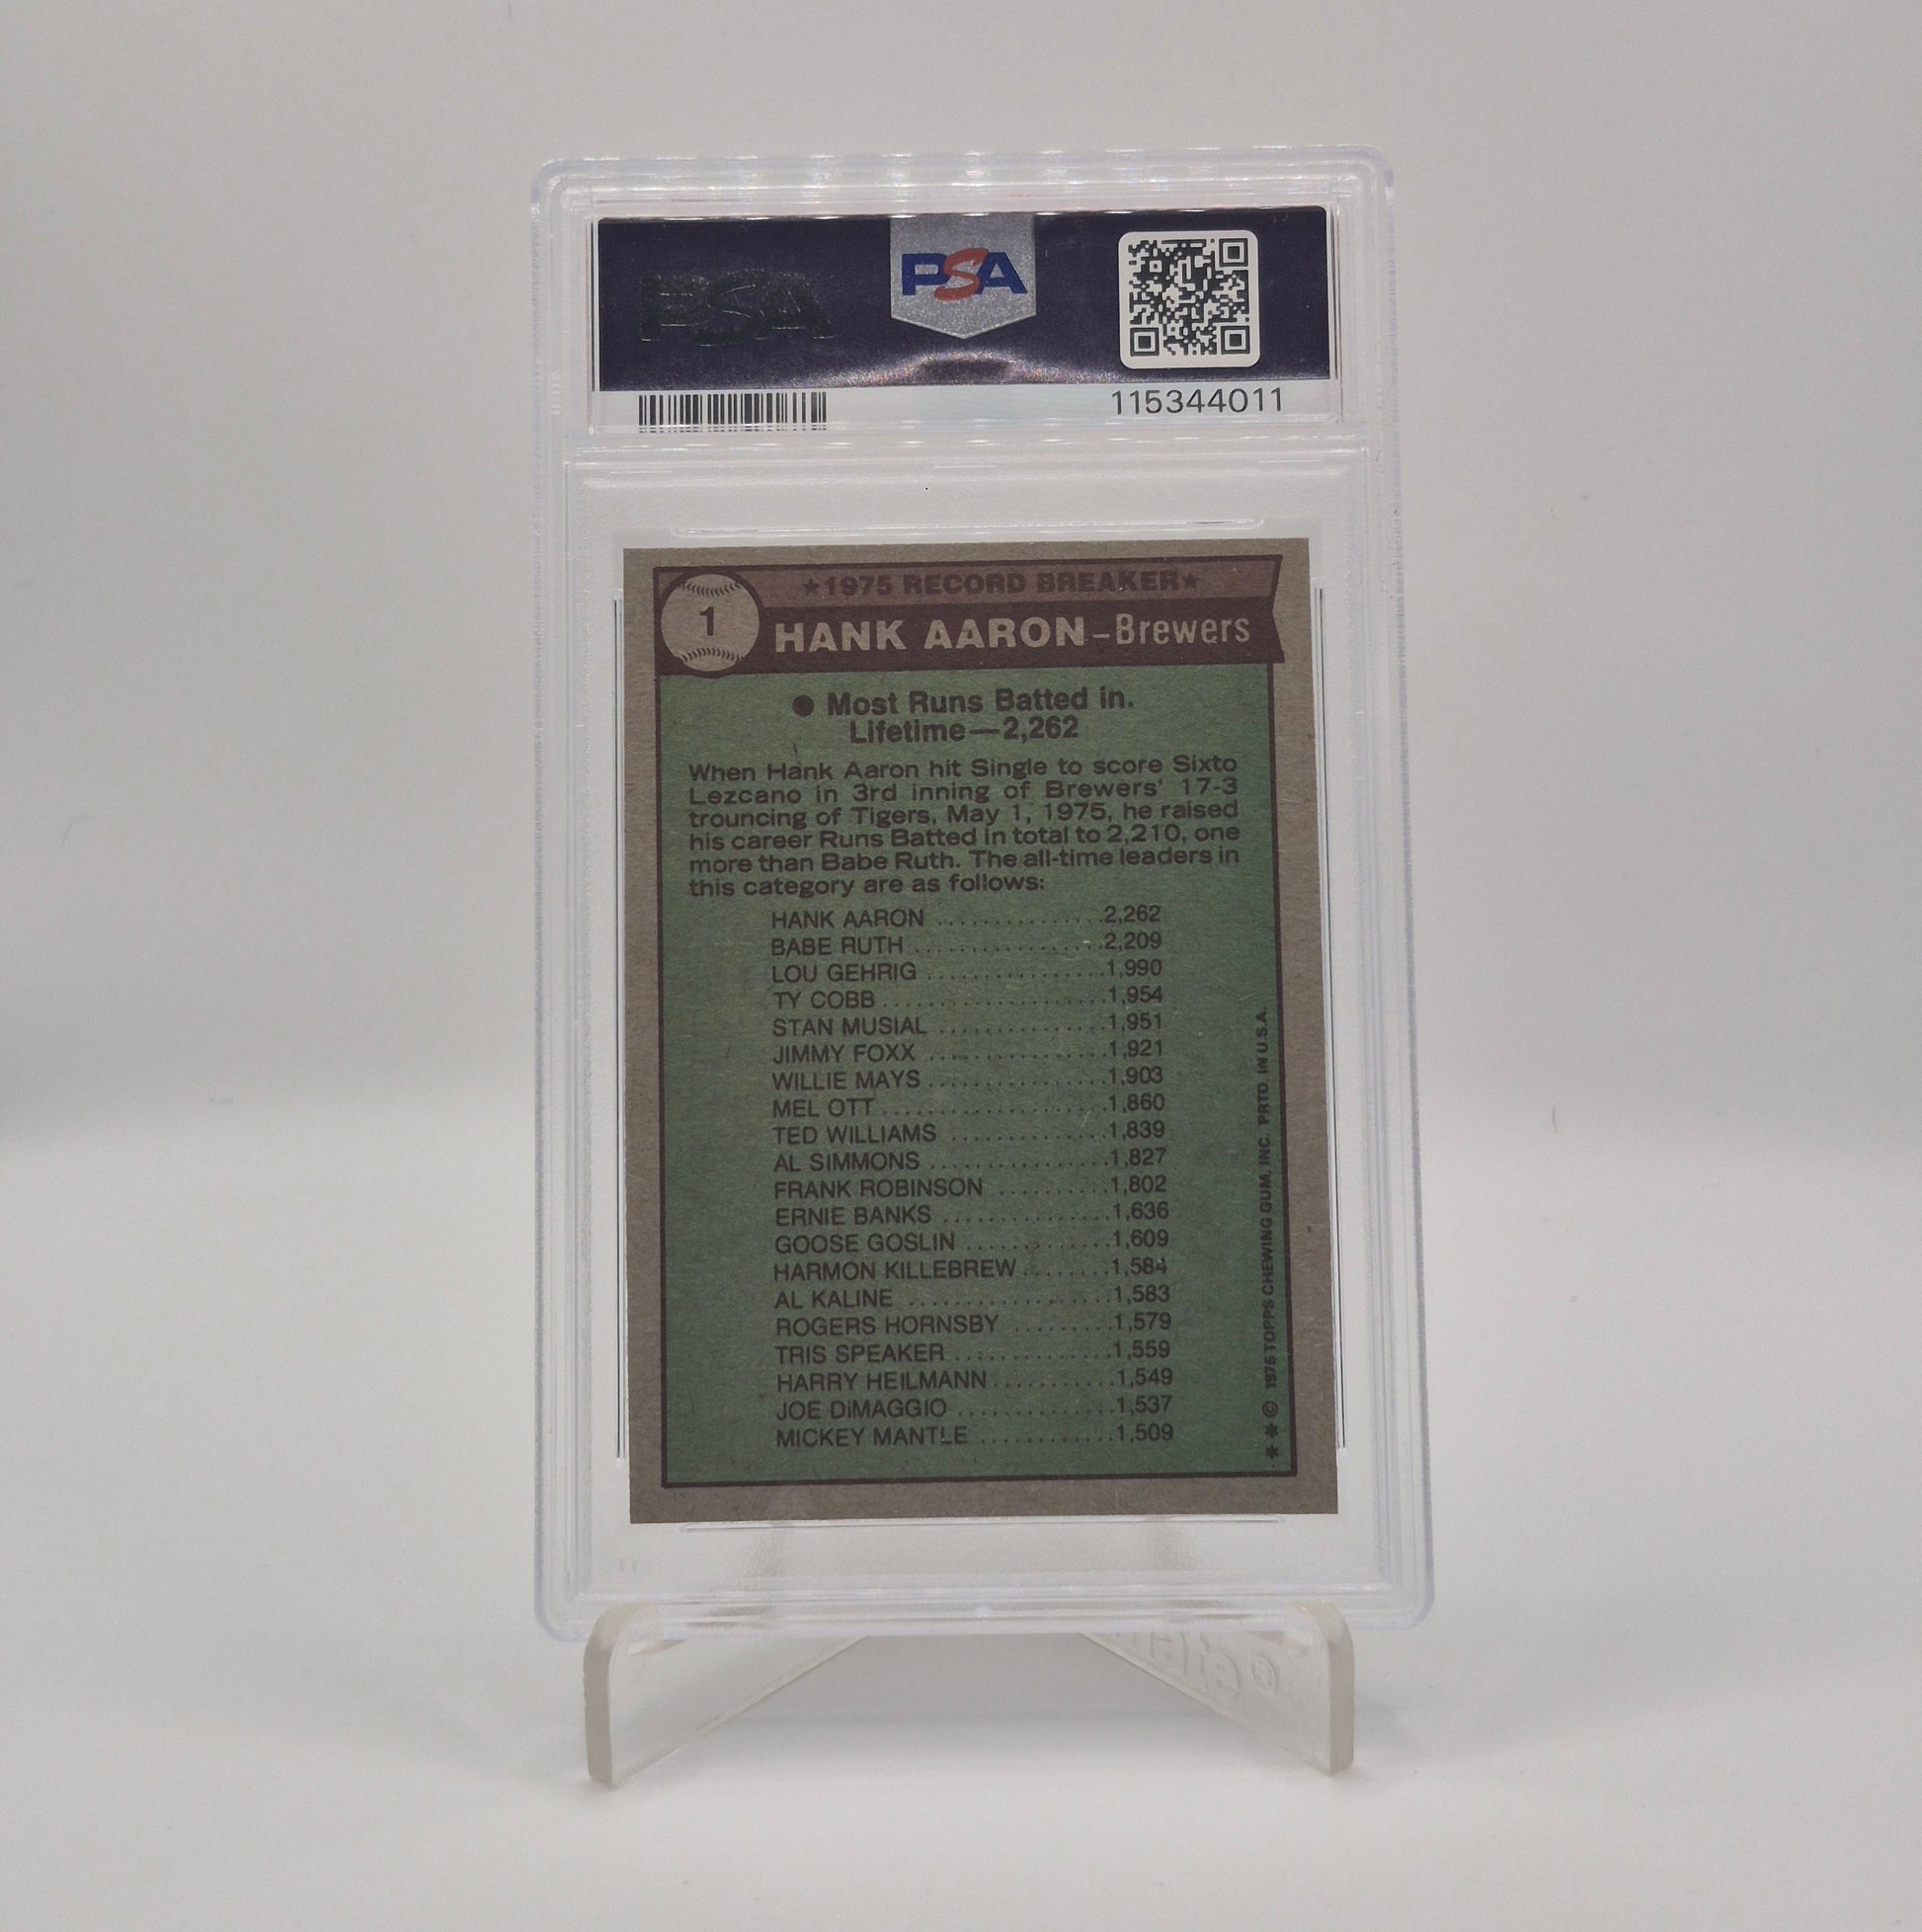 PSA
PSA
115344011
★1975 RECORD BREAKER★
1
HANK AARON–Brewers
● Most Runs Batted in.
Lifetime—2,262
When Hank Aaron hit Single to score Sixto
Lezcano in 3rd inning of Brewers' 17-3
trouncing of Tigers, May 1, 1975, he raised
his career Runs Batted in total to 2,210, one
more than Babe Ruth. The all-time leaders in
this category are as follows:
HANK AARON ..............2,262
BABE RUTH ................2,209
LOU GEHRIG ...............1,990
TY COBB ...................1,954
STAN MUSIAL ..............1,951
JIMMY FOXX ...............1,921
WILLIE MAYS ...............1,903
MEL OTT ...................1,860
TED WILLIAMS .............1,839
AL SIMMONS ...............1,827
FRANK ROBINSON ..........1,802
ERNIE BANKS ..............1,636
GOOSE GOSLIN ............1,609
HARMON KILLEBREW ........1,584
AL KALINE .................1,583
ROGERS HORNSBY .........1,579
TRIS SPEAKER .............1,559
HARRY HEILMANN ..........1,549
JOE DiMAGGIO .............1,537
MICKEY MANTLE ...........1,509
**© 1976 TOPPS CHEWING GUM, INC. PRTD. IN U.S.A.